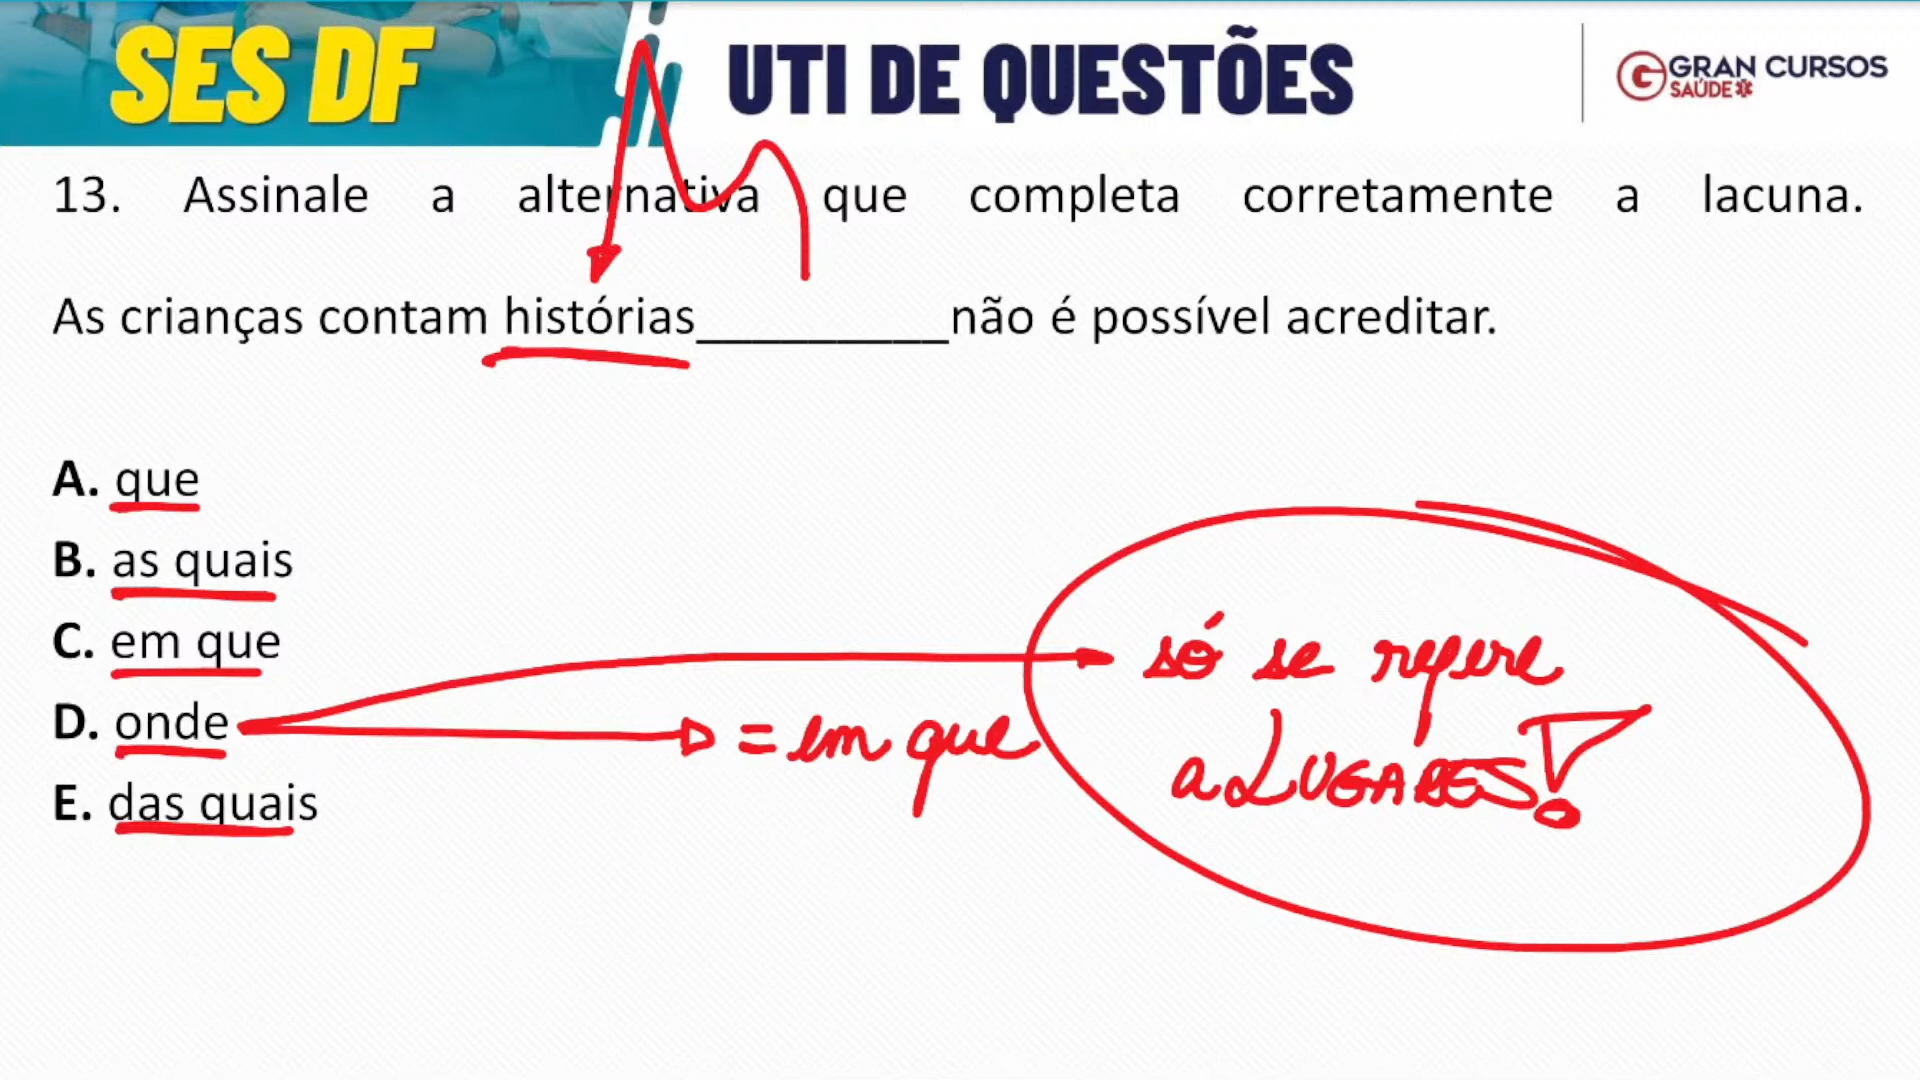 SES DF
UTI DE QUESTÕES
GRAN CURSOS
SAÚDE
13. Assinale a alternativa que completa corretamente a lacuna.
As crianças contam histórias_________não é possível acreditar.
A. que
B. as quais
C. em que
D. onde
E. das quais
só se refere
= em que
a LUGARES!